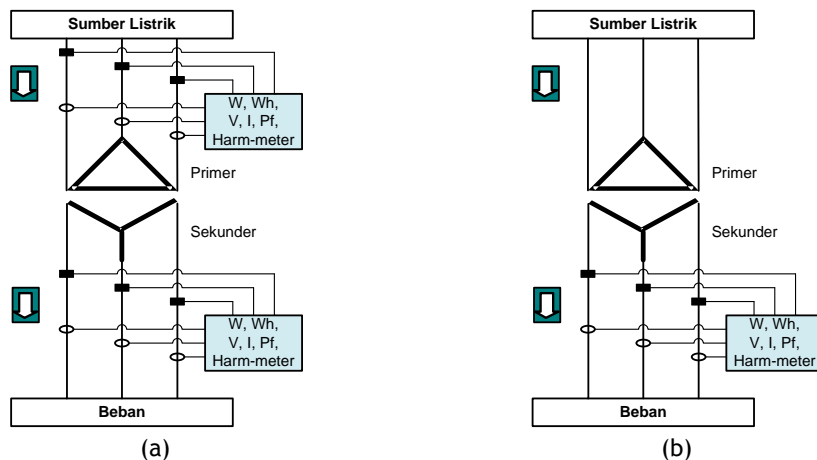 Sumber Listrik
W, Wh,
V, I, Pf,
Harm-meter
Primer
Sekunder
W, Wh,
V, I, Pf,
Harm-meter
Beban
(a)
Sumber Listrik
Primer
Sekunder
W, Wh,
V, I, Pf,
Harm-meter
Beban
(b)